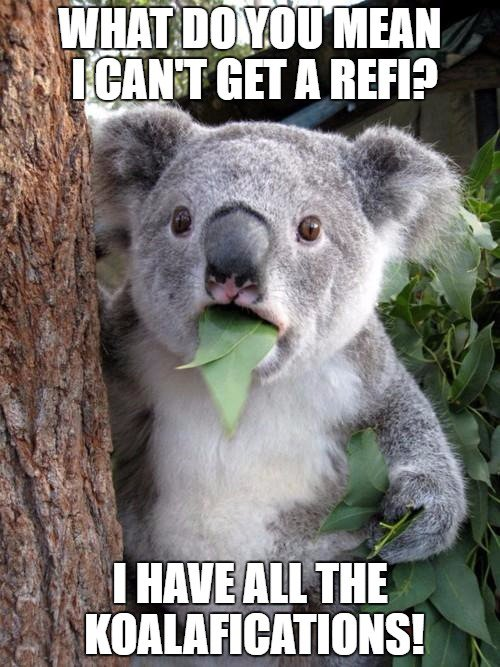 WHAT DO YOU MEAN
I CAN'T GET A REFI?
I HAVE ALL THE
KOALAFICATIONS!